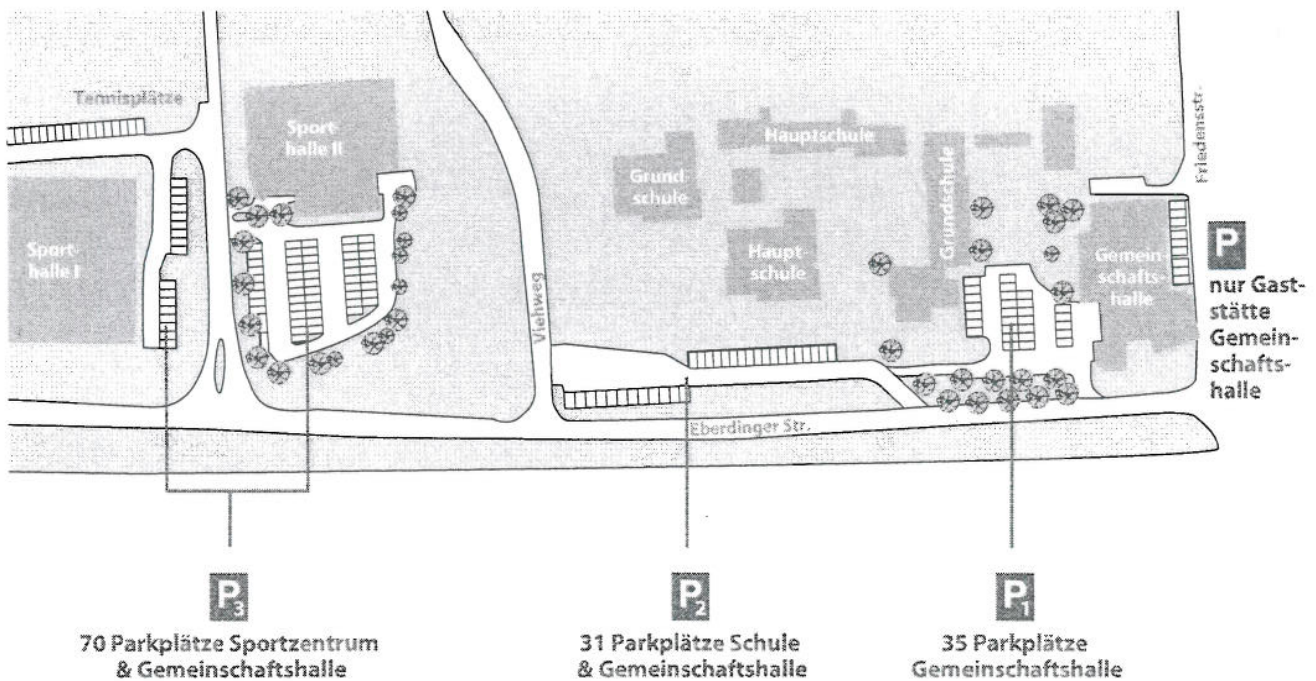 Tennisplätze
Sport-
halle II
Sport-
halle I
Viehweg
Grund
schule
Hauptschule
Haupt
schule
Grundschule
Gemein-
schafts-
halle
Friedensstr.
P
nur Gast-
stätte
Gemein-
schafts-
halle
Eberdinger Str.
P3
70 Parkplätze Sportzentrum
& Gemeinschaftshalle
P2
31 Parkplätze Schule
& Gemeinschaftshalle
P1
35 Parkplätze
Gemeinschaftshalle